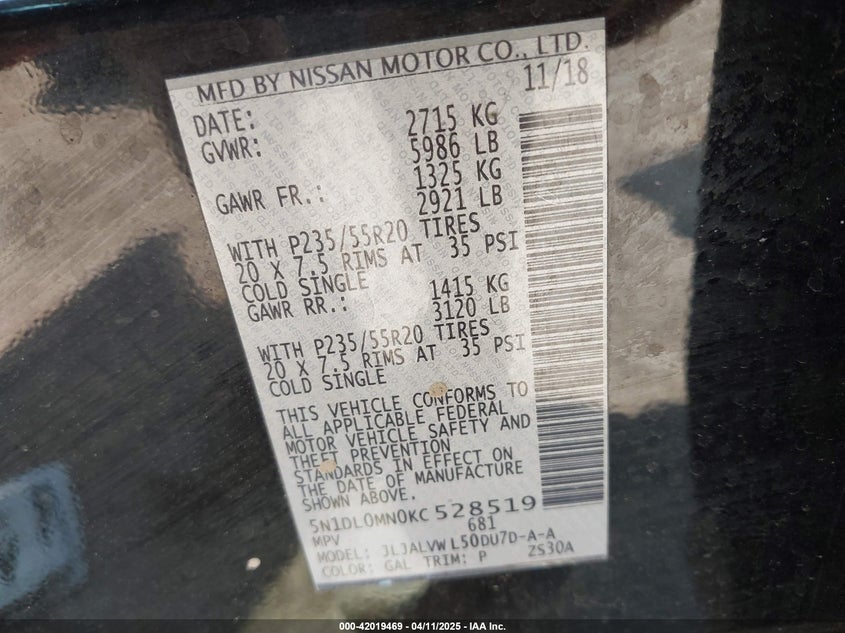 MFD BY NISSAN MOTOR CO., LTD.
DATE: 11/18
GVWR: 2715 KG
5986 LB
GAWR FR.: 1325 KG
2921 LB
WITH P235/55R20 TIRES
20 X 7.5 RIMS AT 35 PSI
COLD SINGLE
GAWR RR.: 1415 KG
3120 LB
WITH P235/55R20 TIRES
20 X 7.5 RIMS AT 35 PSI
COLD SINGLE
THIS VEHICLE CONFORMS TO
ALL APPLICABLE FEDERAL
MOTOR VEHICLE SAFETY AND
THEFT PREVENTION
STANDARDS IN EFFECT ON
THE DATE OF MANUFACTURE
SHOWN ABOVE.
5N1DL0MN0KC528519
MPV 681
MODEL: JLJALVWL50DU7D-A-A
COLOR: GAL TRIM: P ZS30A
000-42019469 - 04/11/2025 - IAA Inc.